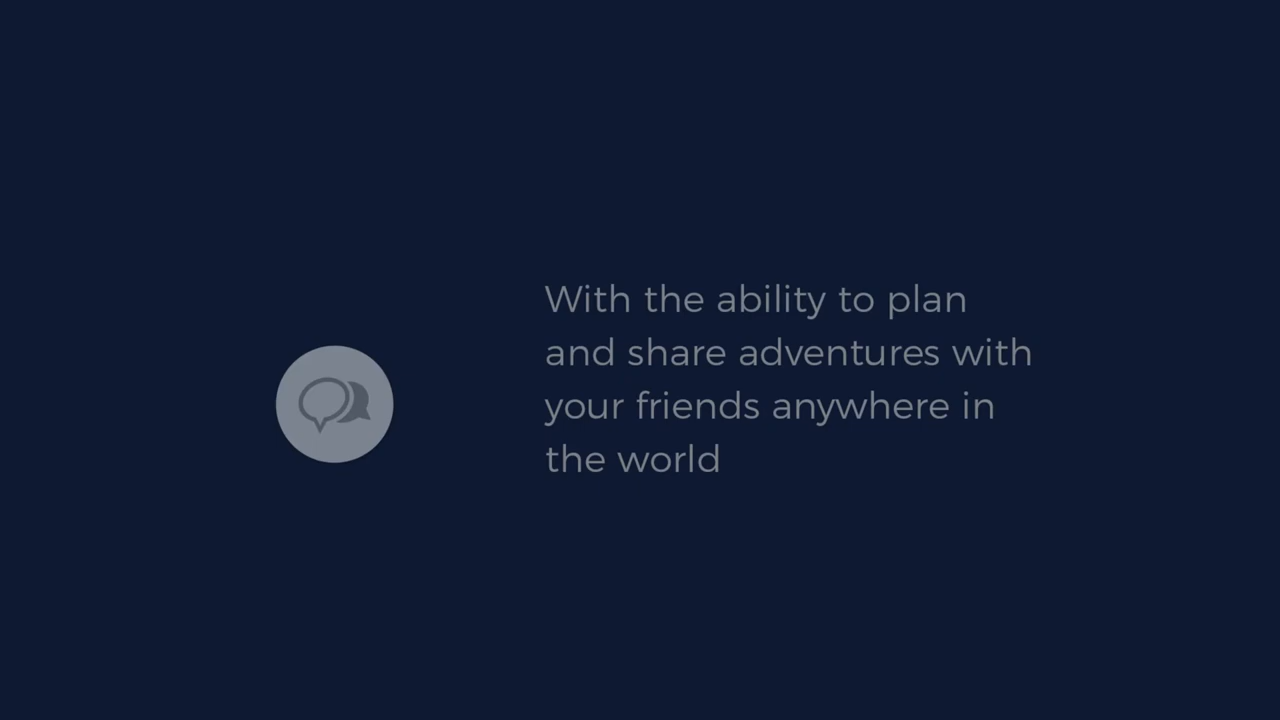 With the ability to plan
and share adventures with
your friends anywhere in
the world